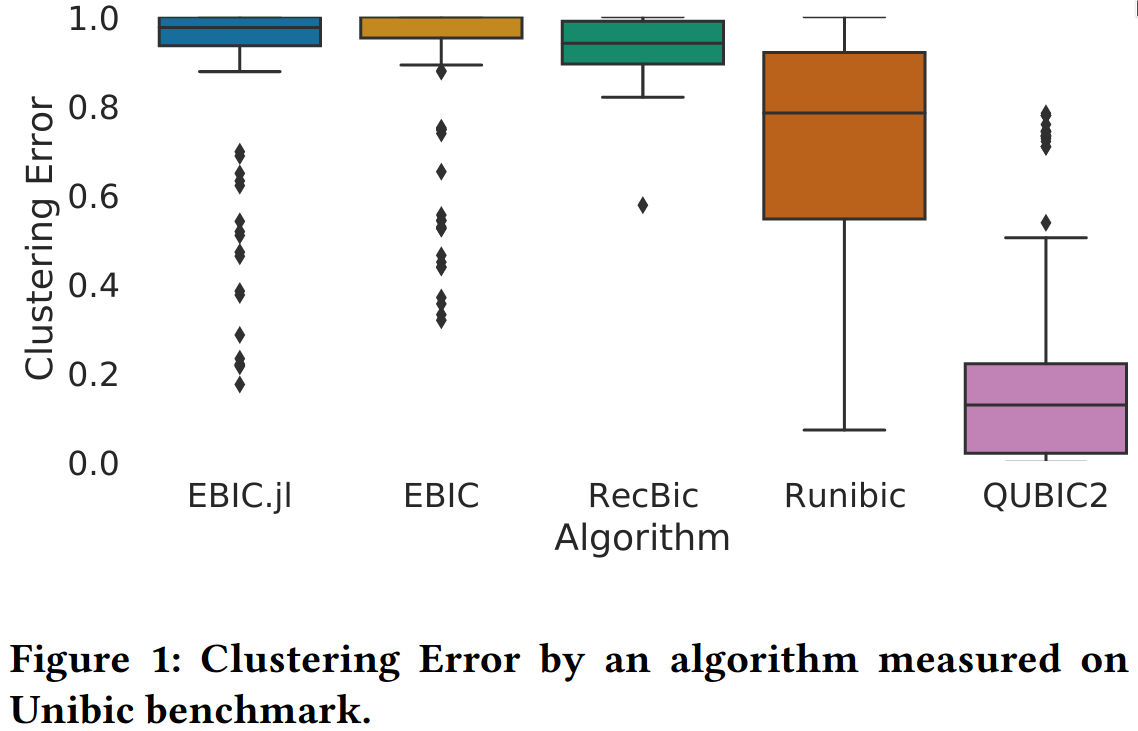 1.0
0.8
0.6
0.4
0.2
0.0
Clustering Error
EBIC.jl EBIC RecBic Runibic QUBIC2
Algorithm
Figure 1: Clustering Error by an algorithm measured on
Unibic benchmark.